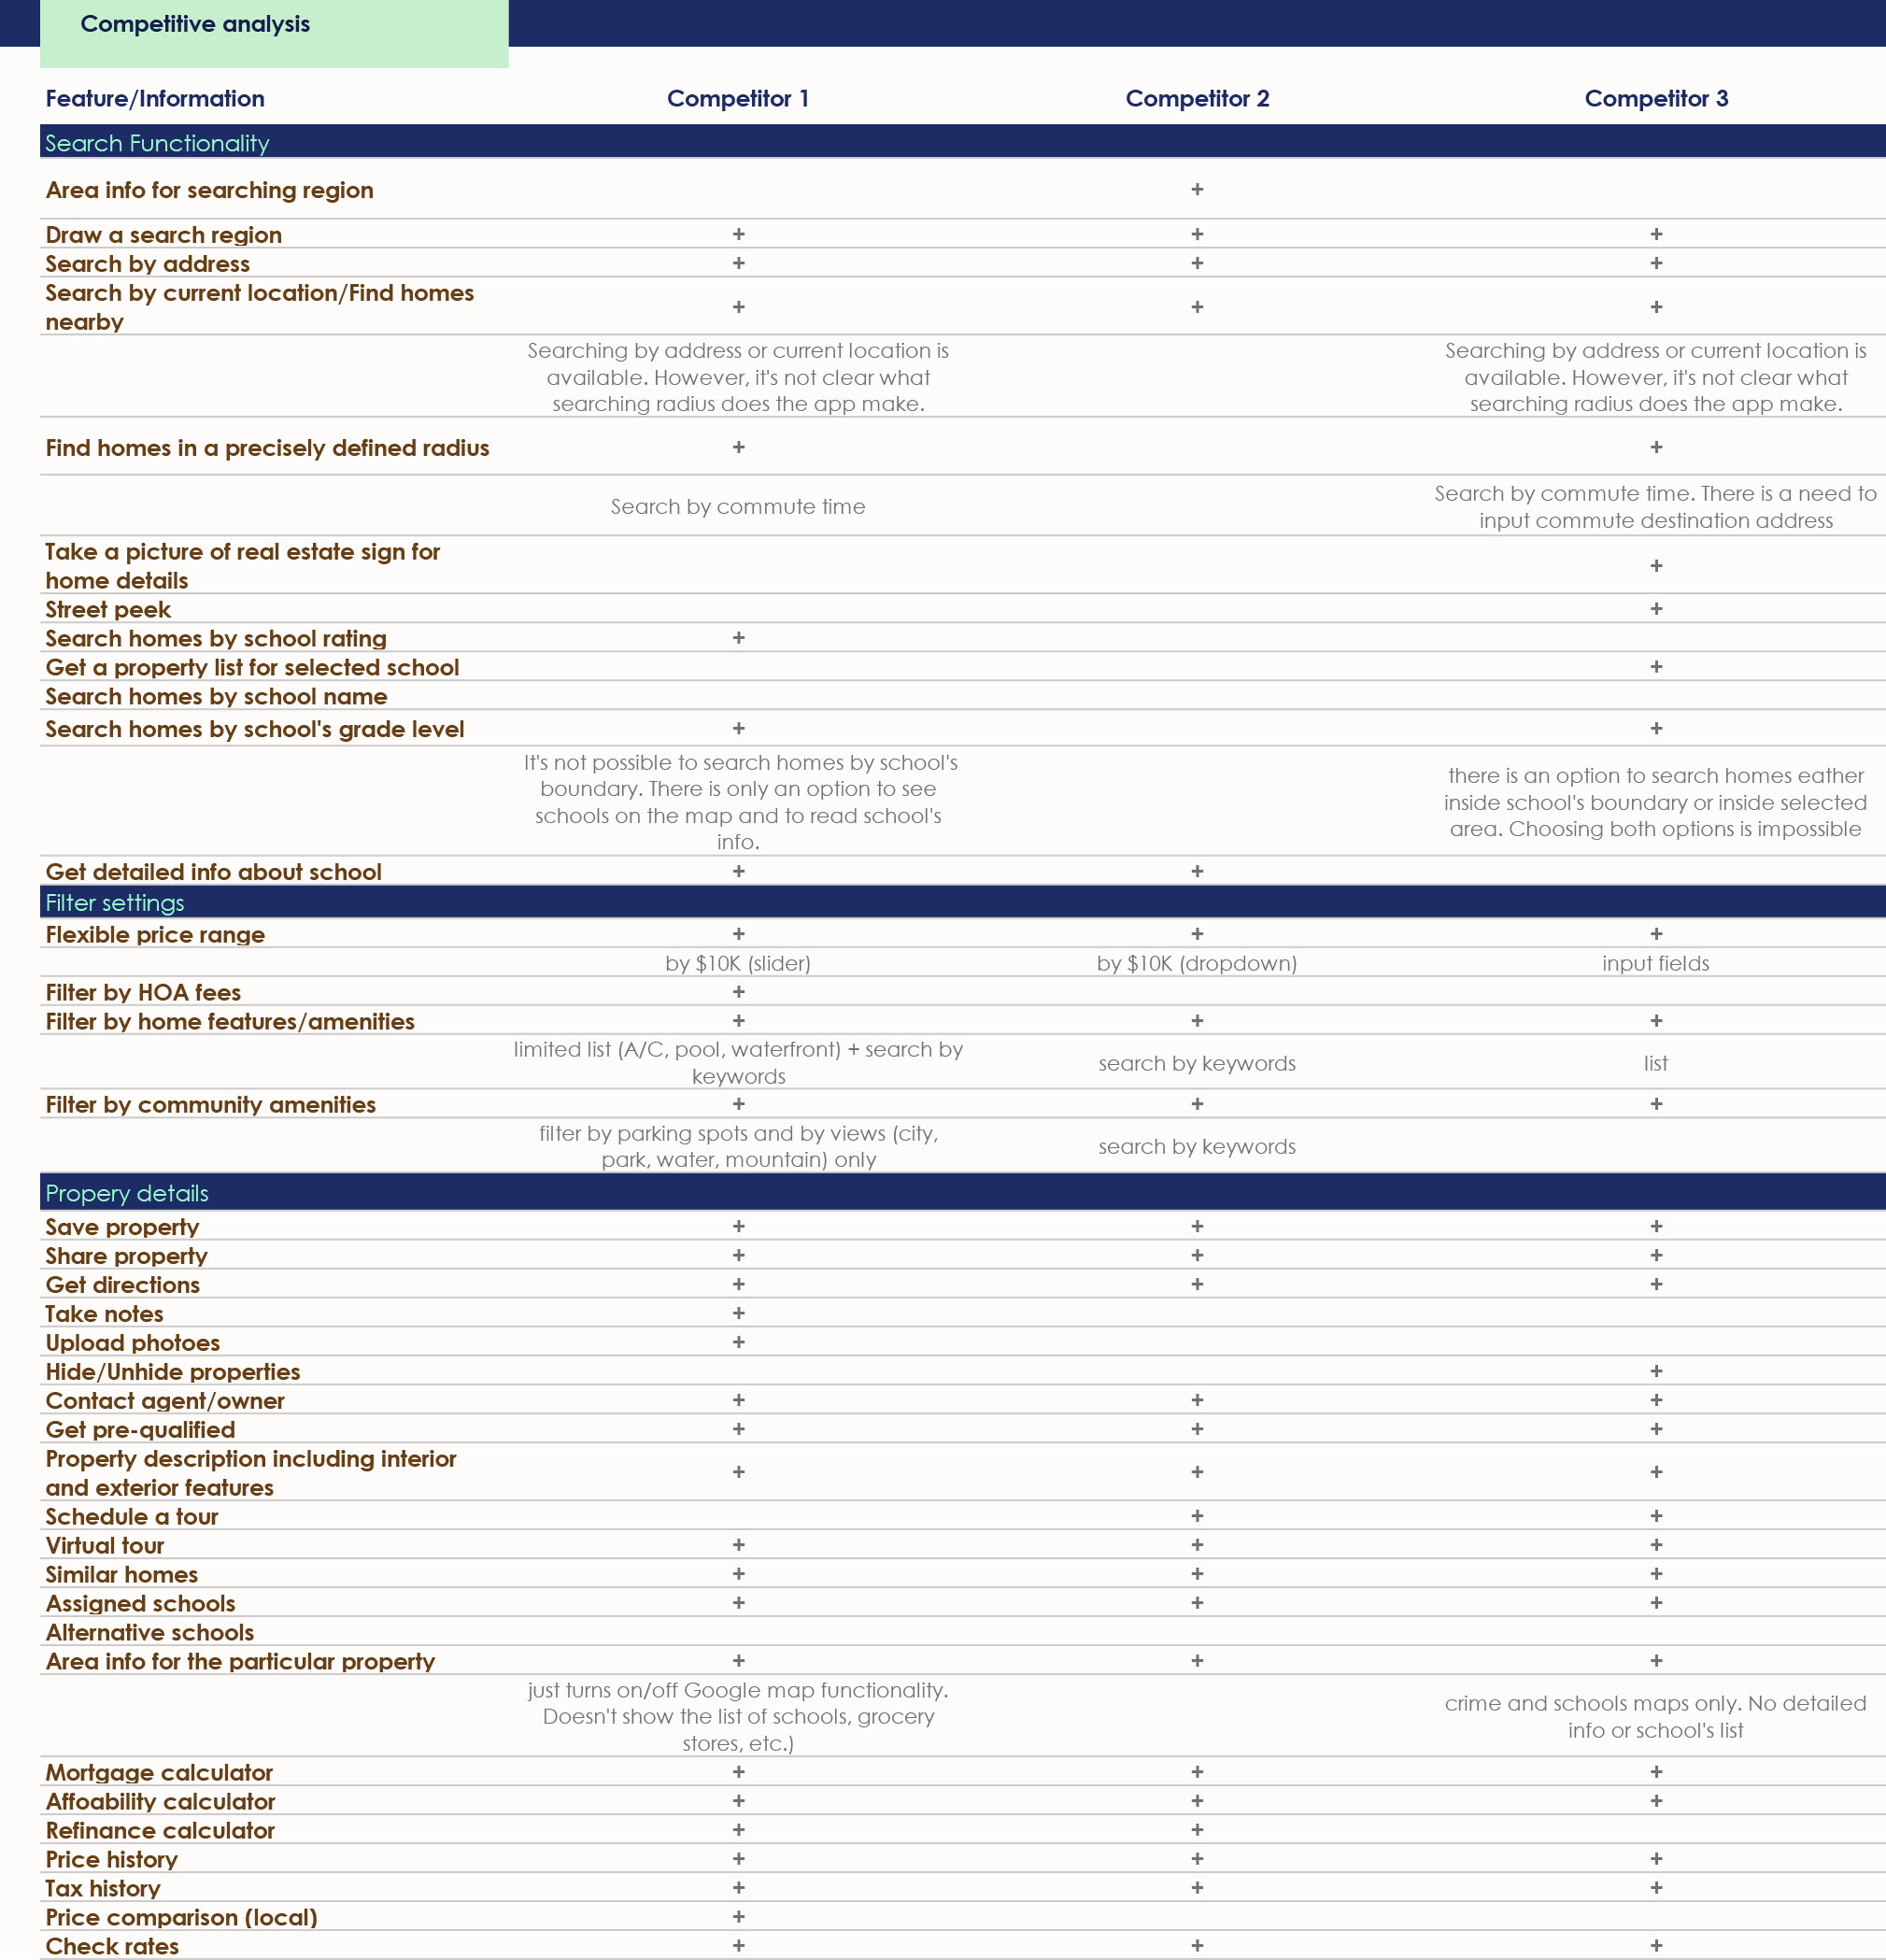 Competitive analysis
Feature/Information Competitor 1 Competitor 2 Competitor 3
Search Functionality
Area info for searching region +
Draw a search region + + +
Search by address + + +
Search by current location/Find homes
nearby + + +
Searching by address or current location is Searching by address or current location is
available. However, it's not clear what available. However, it's not clear what
searching radius does the app make. searching radius does the app make.
Find homes in a precisely defined radius + +
Search by commute time Search by commute time. There is a need to
input commute destination address
Take a picture of real estate sign for
home details +
Street peek +
Search homes by school rating +
Get a property list for selected school +
Search homes by school name
Search homes by school's grade level + +
It's not possible to search homes by school's
boundary. There is only an option to see there is an option to search homes eather
schools on the map and to read school's inside school's boundary or inside selected
info. area. Choosing both options is impossible
Get detailed info about school + +
Filter settings
Flexible price range + + +
by $10K (slider) by $10K (dropdown) input fields
Filter by HOA fees +
Filter by home features/amenities + + +
limited list (A/C, pool, waterfront) + search by search by keywords list
keywords
Filter by community amenities + + +
filter by parking spots and by views (city, search by keywords
park, water, mountain) only
Propery details
Save property + + +
Share property + + +
Get directions + + +
Take notes +
Upload photoes +
Hide/Unhide properties +
Contact agent/owner + + +
Get pre-qualified + + +
Property description including interior
and exterior features + + +
Schedule a tour + +
Virtual tour + + +
Similar homes + + +
Assigned schools + + +
Alternative schools
Area info for the particular property + + +
just turns on/off Google map functionality. crime and schools maps only. No detailed
Doesn't show the list of schools, grocery info or school's list
stores, etc.)
Mortgage calculator + + +
Affoability calculator + + +
Refinance calculator + +
Price history + + +
Tax history + + +
Price comparison (local) +
Check rates + + +